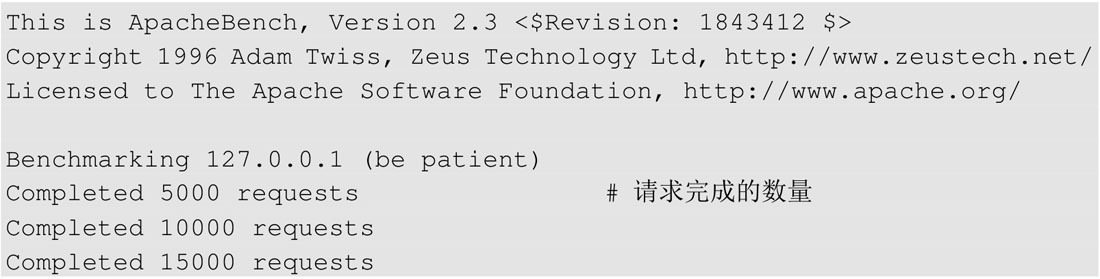 This is ApacheBench, Version 2.3 <$Revision: 1843412 $>
Copyright 1996 Adam Twiss, Zeus Technology Ltd, http://www.zeustech.net/
Licensed to The Apache Software Foundation, http://www.apache.org/

Benchmarking 127.0.0.1 (be patient)
Completed 5000 requests # 请求完成的数量
Completed 10000 requests
Completed 15000 requests